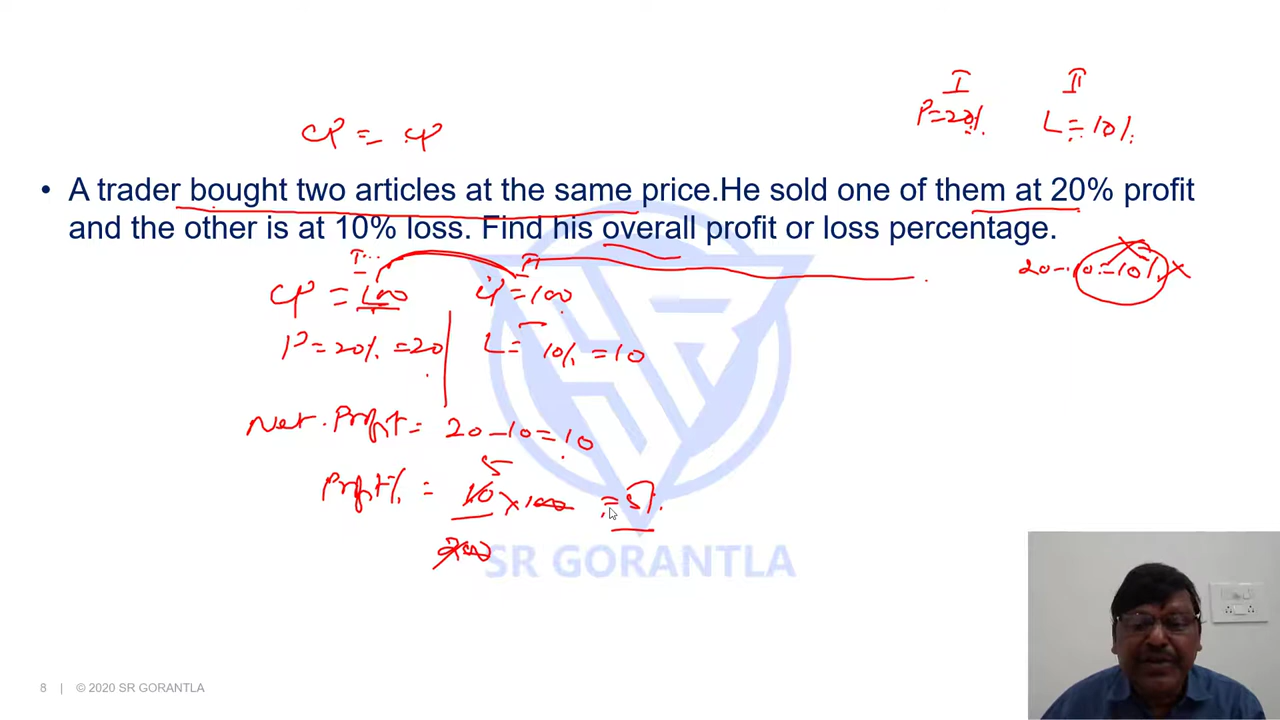 I II
P=20% L=10%
CP = CP
• A trader bought two articles at the same price.He sold one of them at 20% profit
and the other is at 10% loss. Find his overall profit or loss percentage.
I II
20-10=10% ×
CP = 100 CP=100
P=20% =20 L= 10% =10
Net. Profit= 20-10=10
5
Profit% = 10 ×100 =5%
200
SR GORANTLA
8 | © 2020 SR GORANTLA